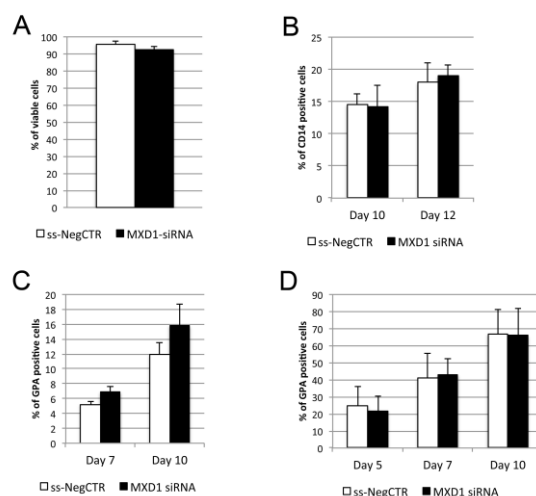 A
% of viable cells
100
90
80
70
60
50
40
30
20
10
0
ss-NegCTR MXD1-siRNA
B
% of CD14 positive cells
25
20
15
10
5
0
Day 10 Day 12
ss-NegCTR MXD1 siRNA
C
% of GPA positive cells
16
14
12
10
8
6
4
2
0
Day 7 Day 10
ss-NegCTR MXD1 siRNA
D
% of GPA positive cells
90
80
70
60
50
40
30
20
10
0
Day 5 Day 7 Day 10
ss-NegCTR MXD1 siRNA